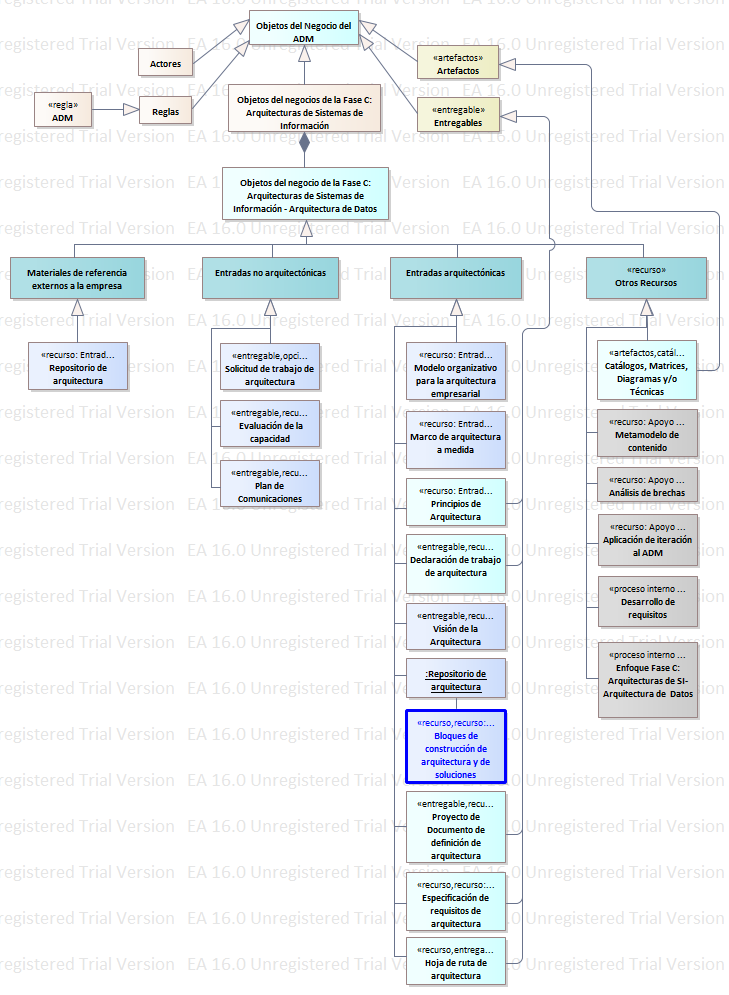 Objetos del Negocio del
ADM
Actores
«artefactos»
Artefactos
«regla»
ADM
Reglas
Objetos del negocios de la Fase C:
Arquitecturas de Sistemas de
Información
«entregable»
Entregables
Objetos del negocio de la Fase C:
Arquitecturas de Sistemas de
Información - Arquitectura de Datos
Materiales de referencia
externos a la empresa
Entradas no arquitectónicas
Entradas arquitectónicas
«recurso»
Otros Recursos
«recurso: Entrad...
Repositorio de
arquitectura
«entregable,opci...
Solicitud de trabajo de
arquitectura
«entregable,recu...
Evaluación de la
capacidad
«entregable,recu...
Plan de
Comunicaciones
«recurso: Entrad...
Modelo organizativo
para la arquitectura
empresarial
«recurso: Entrad...
Marco de arquitectura
a medida
«recurso: Entrad...
Principios de
Arquitectura
«entregable,recu...
Declaración de trabajo
de arquitectura
«entregable,recu...
Visión de la
Arquitectura
:Repositorio de
arquitectura
«recurso,recurso:...
Bloques de
construcción de
arquitectura y de
soluciones
«entregable,recu...
Proyecto de
Documento de
definición de
arquitectura
«recurso,recurso:...
Especificación de
requisitos de
arquitectura
«recurso,entrega...
Hoja de ruta de
arquitectura
«artefactos,catál...
Catálogos, Matrices,
Diagramas y/o
Técnicas
«recurso: Apoyo ...
Metamodelo de
contenido
«recurso: Apoyo ...
Análisis de brechas
«recurso: Apoyo ...
Aplicación de iteración
al ADM
«proceso interno ...
Desarrollo de
requisitos
«proceso interno ...
Enfoque Fase C:
Arquitecturas de SI-
Arquitectura de Datos
EA 16.0 Unregistered Trial Version